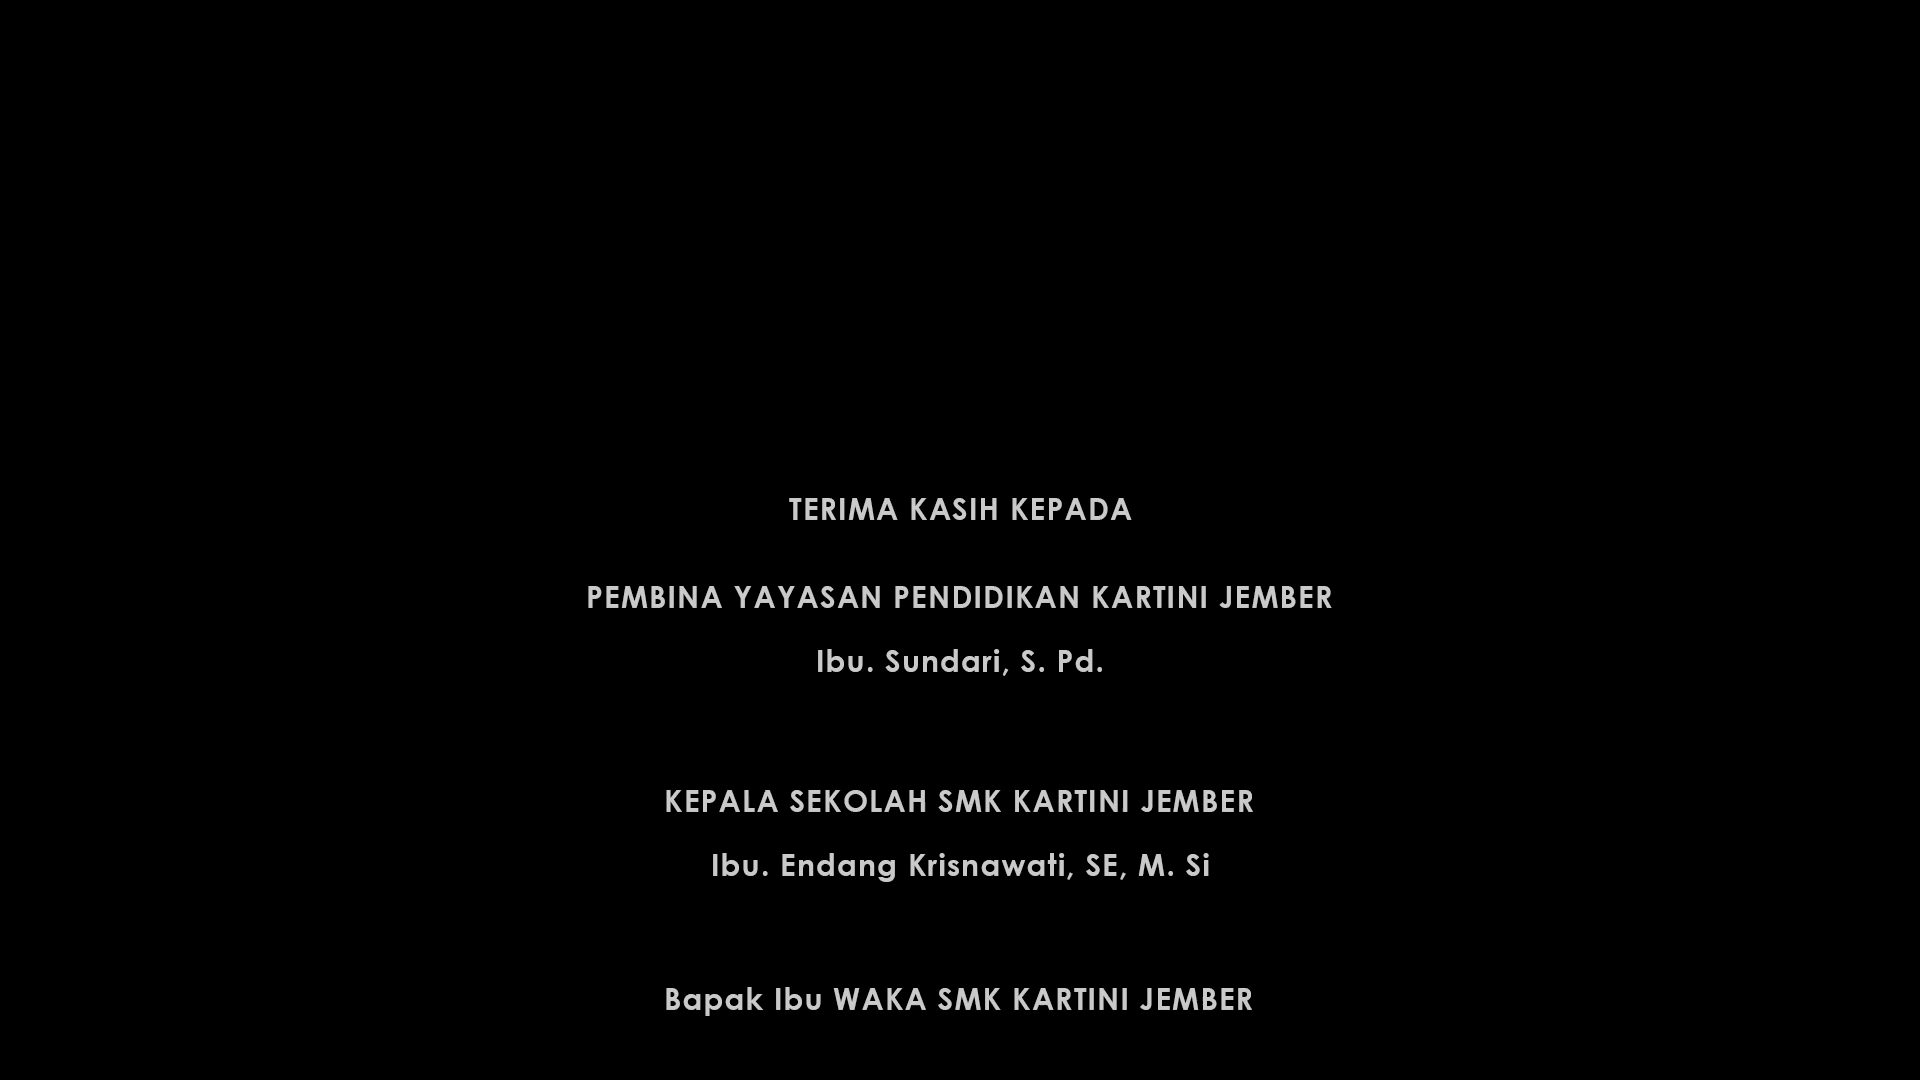 TERIMA KASIH KEPADA
PEMBINA YAYASAN PENDIDIKAN KARTINI JEMBER
Ibu. Sundari, S. Pd.
KEPALA SEKOLAH SMK KARTINI JEMBER
Ibu. Endang Krisnawati, SE, M. Si
Bapak Ibu WAKA SMK KARTINI JEMBER